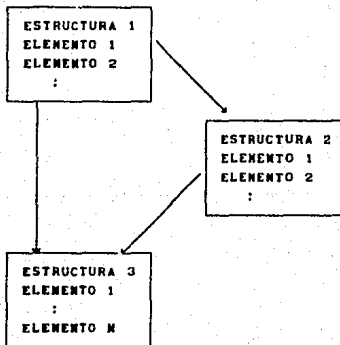 ESTRUCTURA 1
ELEMENTO 1
ELEMENTO 2
:
ESTRUCTURA 2
ELEMENTO 1
ELEMENTO 2
:
ESTRUCTURA 3
ELEMENTO 1
:
ELEMENTO N